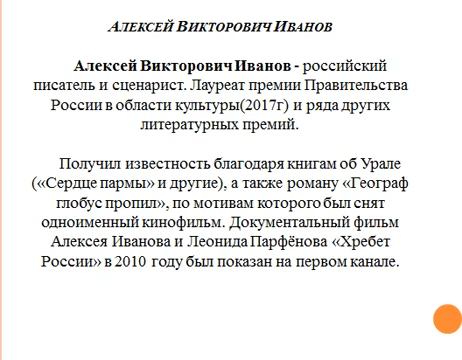 АЛЕКСЕЙ ВИКТОРОВИЧ ИВАНОВ
Алексей Викторович Иванов - российский
писатель и сценарист. Лауреат премии Правительства
России в области культуры(2017г) и ряда других
литературных премий.
Получил известность благодаря книгам об Урале
(«Сердце пармы» и другие), а также роману «Географ
глобус пропил», по мотивам которого был снят
одноименный кинофильм. Документальный фильм
Алексея Иванова и Леонида Парфёнова «Хребет
России» в 2010 году был показан на первом канале.